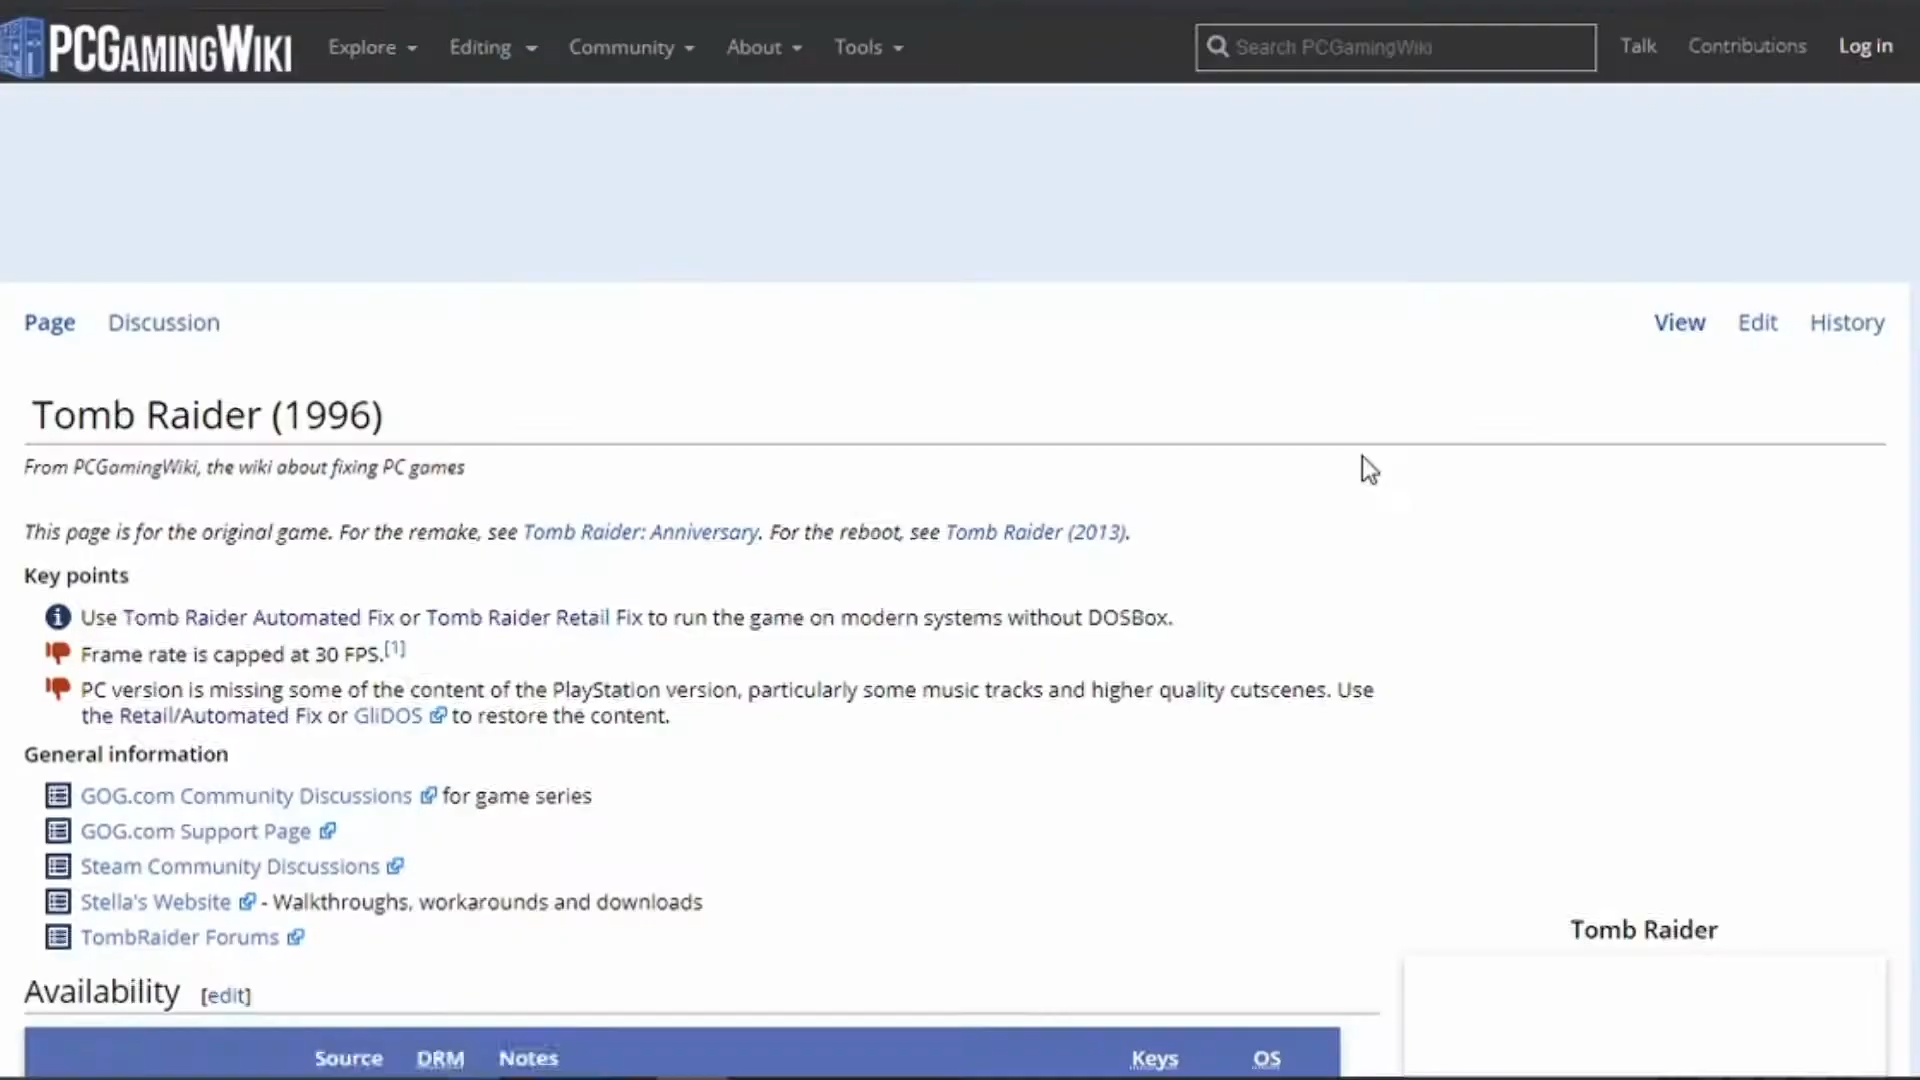 PCGamingWiki Explore Editing Community About Tools Search PCGamingWiki Talk Contributions Log in
Page Discussion View Edit History
Tomb Raider (1996)
From PCGamingWiki, the wiki about fixing PC games
This page is for the original game. For the remake, see Tomb Raider: Anniversary. For the reboot, see Tomb Raider (2013).
Key points
Use Tomb Raider Automated Fix or Tomb Raider Retail Fix to run the game on modern systems without DOSBox.
Frame rate is capped at 30 FPS.[1]
PC version is missing some of the content of the PlayStation version, particularly some music tracks and higher quality cutscenes. Use
the Retail/Automated Fix or GliDOS to restore the content.
General information
GOG.com Community Discussions for game series
GOG.com Support Page
Steam Community Discussions
Stella's Website - Walkthroughs, workarounds and downloads
TombRaider Forums
Tomb Raider
Availability [edit]
Source DRM Notes Keys OS